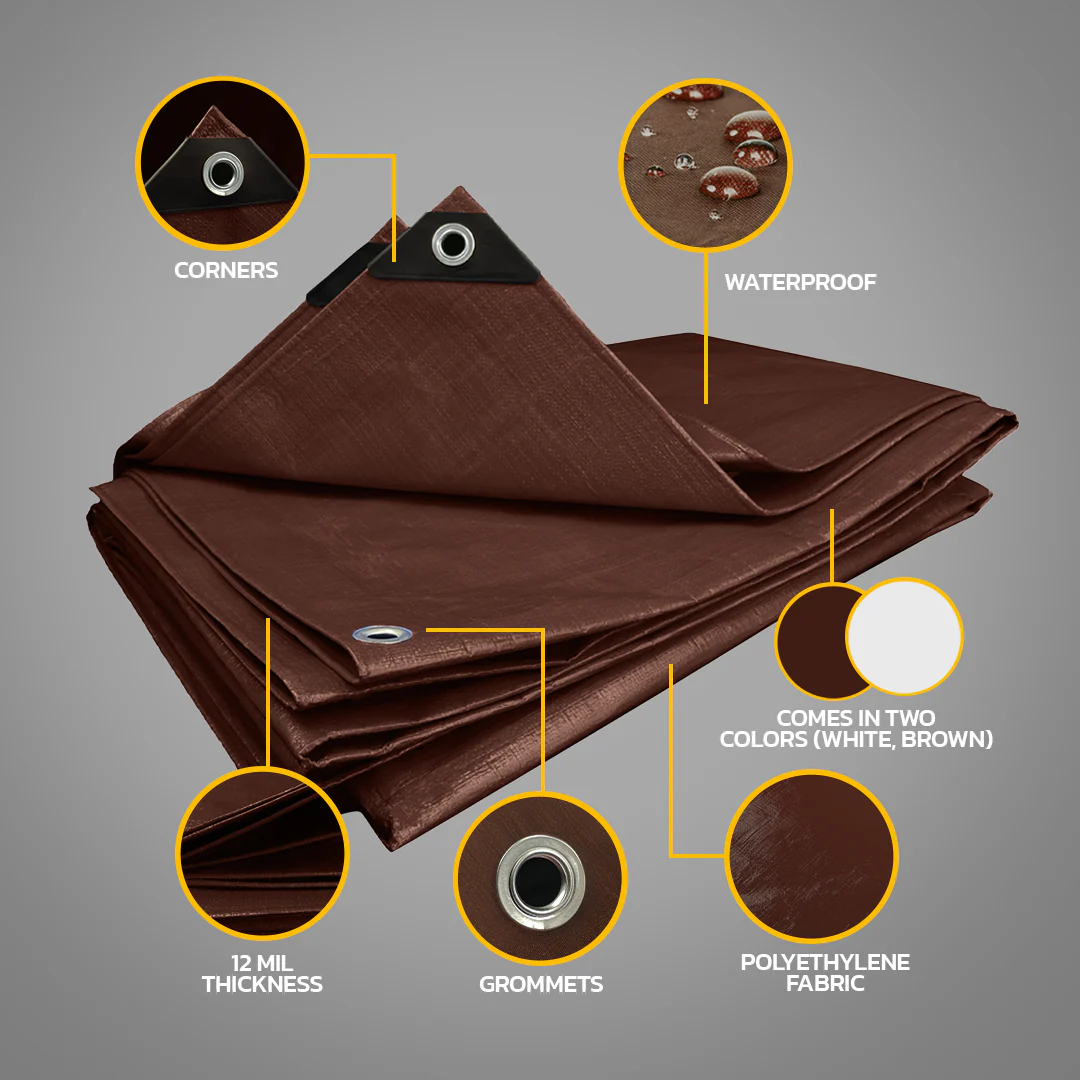 CORNERS
WATERPROOF
COMES IN TWO
COLORS (WHITE, BROWN)
12 MIL
THICKNESS
GROMMETS
POLYETHYLENE
FABRIC